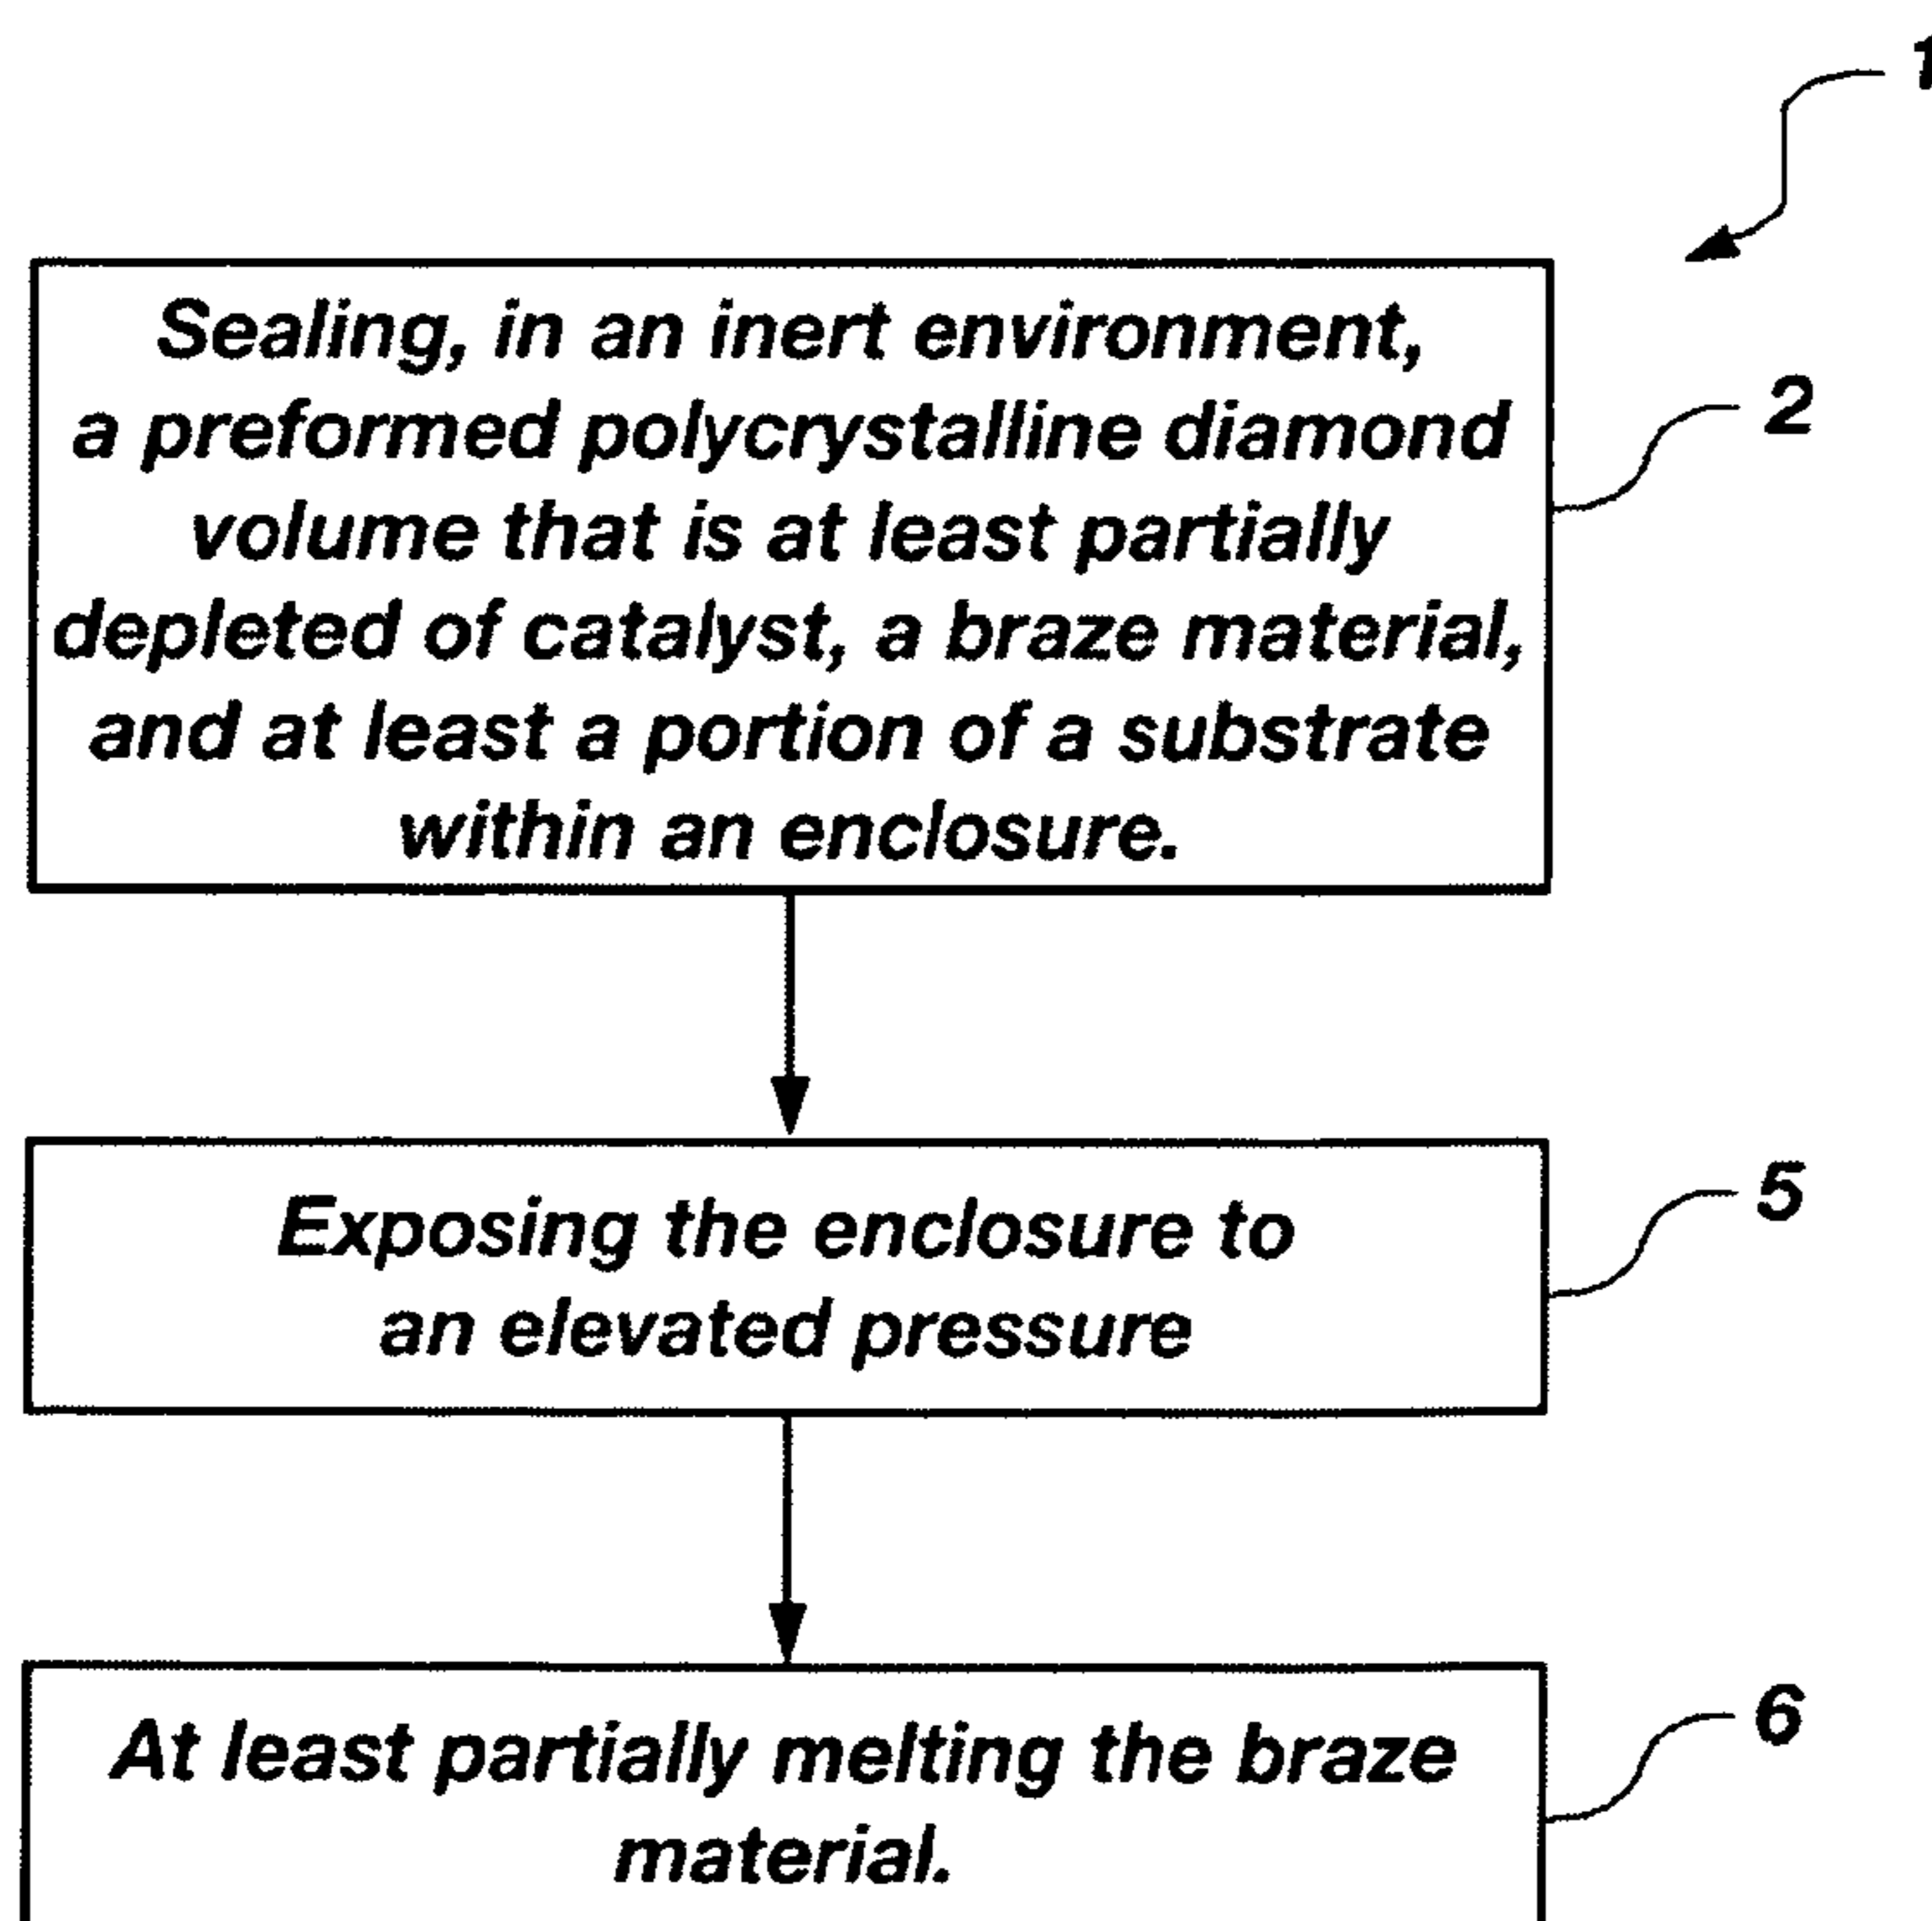 1
Sealing, in an inert environment,
a preformed polycrystalline diamond
volume that is at least partially
depleted of catalyst, a braze material,
and at least a portion of a substrate
within an enclosure.
2
Exposing the enclosure to
an elevated pressure
5
At least partially melting the braze
material.
6